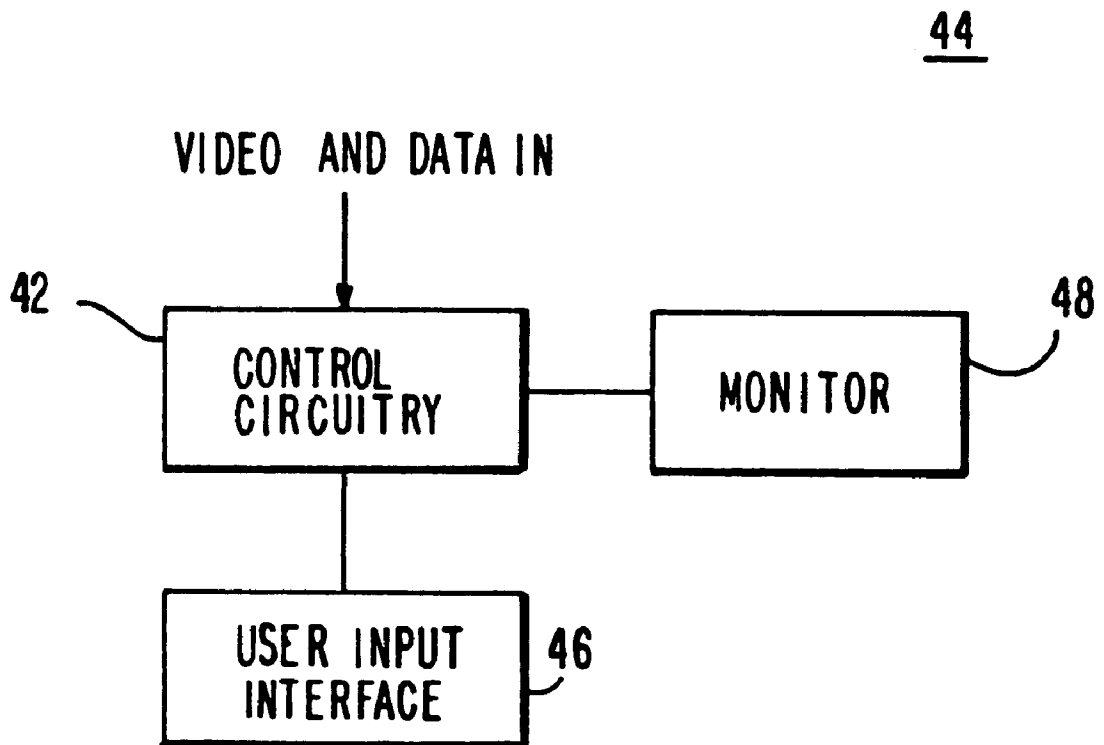 44
VIDEO AND DATA IN
42
CONTROL
CIRCUITRY
MONITOR
48
USER INPUT
INTERFACE
46